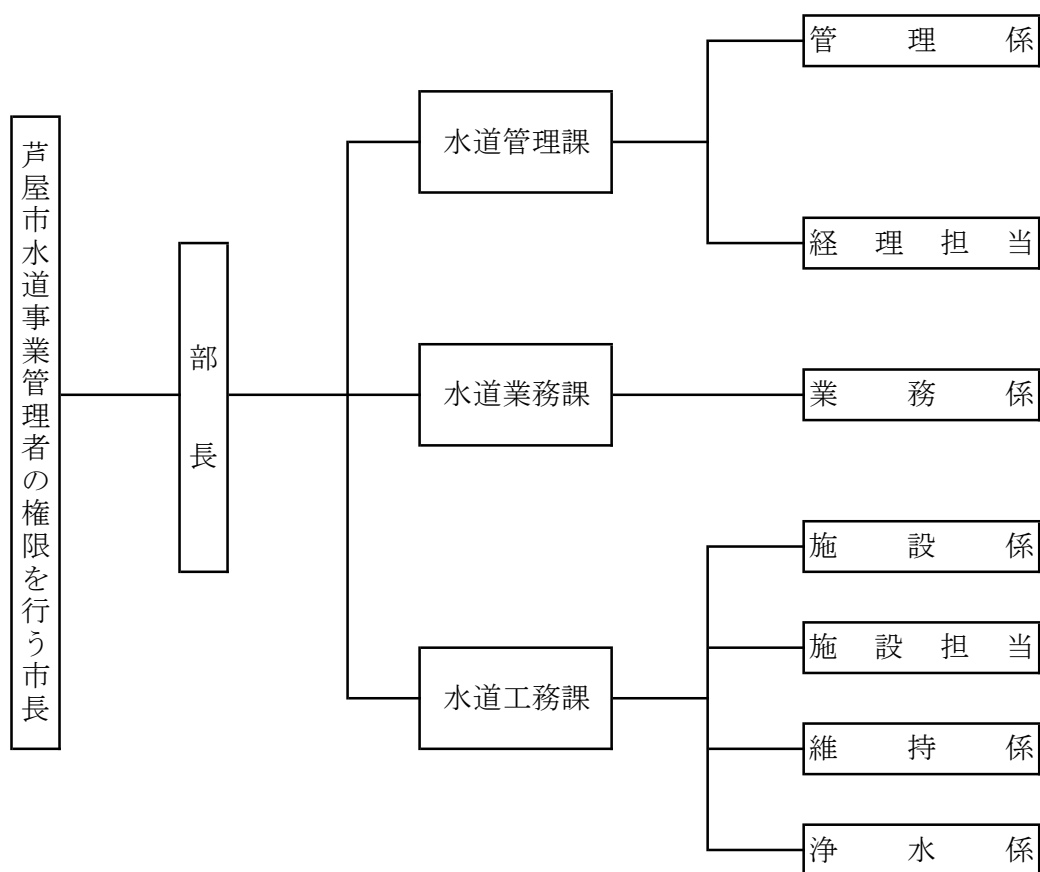 芦屋市水道事業管理者の権限を行う市長
部長
水道管理課
管理係
経理担当
水道業務課
業務係
水道工務課
施設係
施設担当
維持係
浄水係